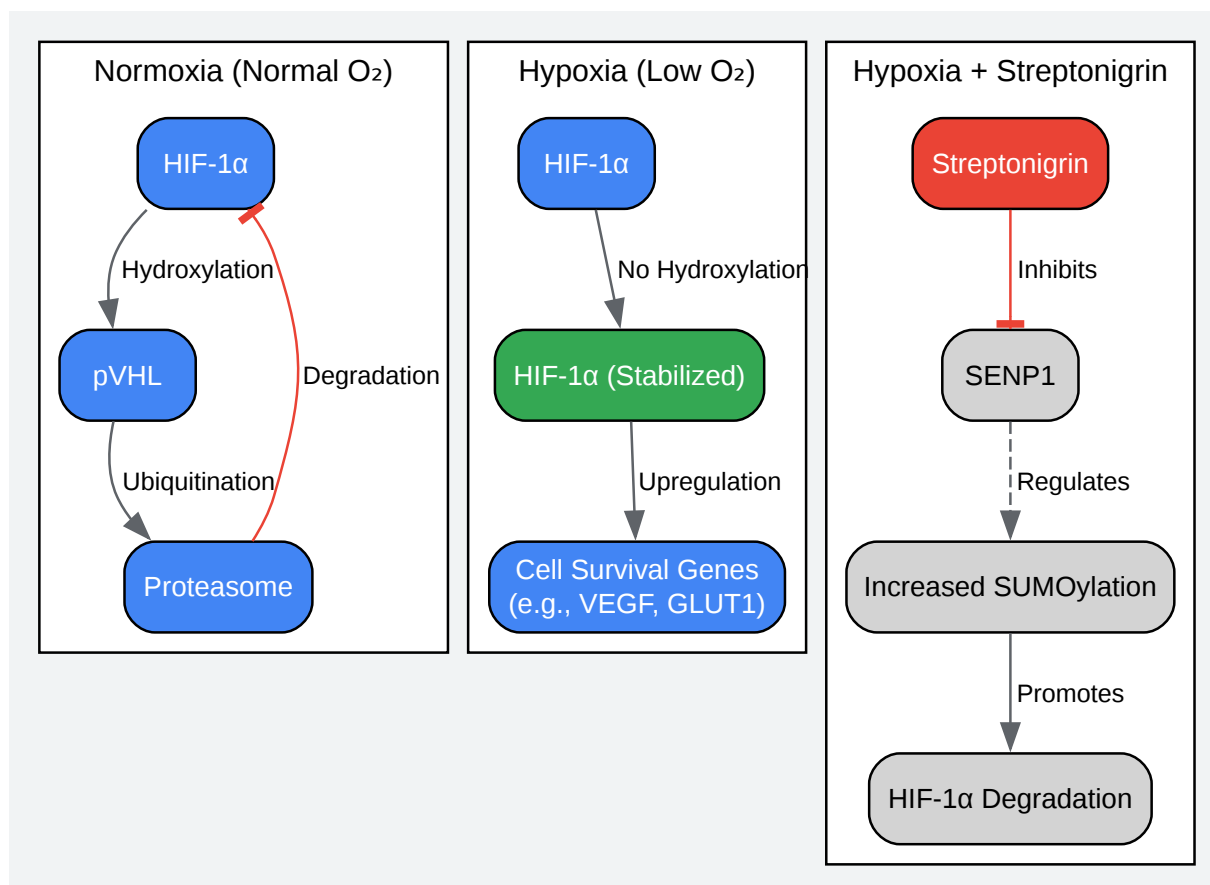 Normoxia (Normal O₂)
HIF-1α
Hydroxylation
pVHL
Degradation
Ubiquitination
Proteasome
Hypoxia (Low O₂)
HIF-1α
No Hydroxylation
HIF-1α (Stabilized)
Upregulation
Cell Survival Genes
(e.g., VEGF, GLUT1)
Hypoxia + Streptonigrin
Streptonigrin
Inhibits
SENP1
Regulates
Increased SUMOylation
Promotes
HIF-1α Degradation